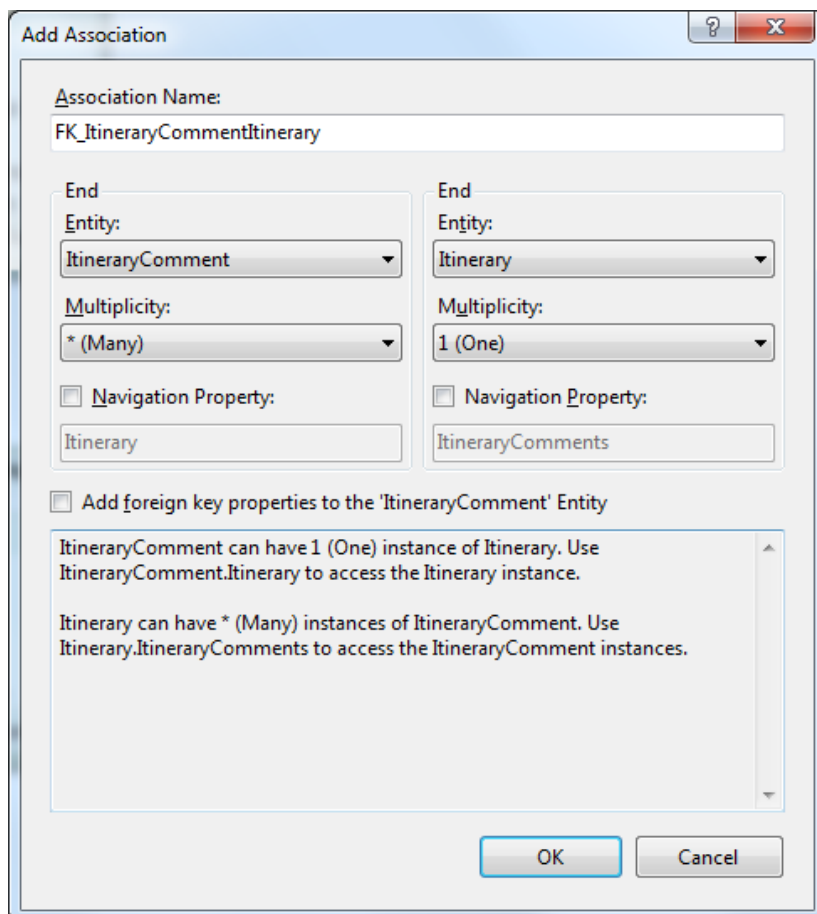 Add Association
Association Name:
FK_ItineraryCommentItinerary
End
Entity:
ItineraryComment
Multiplicity:
* (Many)
Navigation Property:
Itinerary
End
Entity:
Itinerary
Multiplicity:
1 (One)
Navigation Property:
ItineraryComments
Add foreign key properties to the 'ItineraryComment' Entity
ItineraryComment can have 1 (One) instance of Itinerary. Use
ItineraryComment.Itinerary to access the Itinerary instance.
Itinerary can have * (Many) instances of ItineraryComment. Use
Itinerary.ItineraryComments to access the ItineraryComment instances.
OK
Cancel